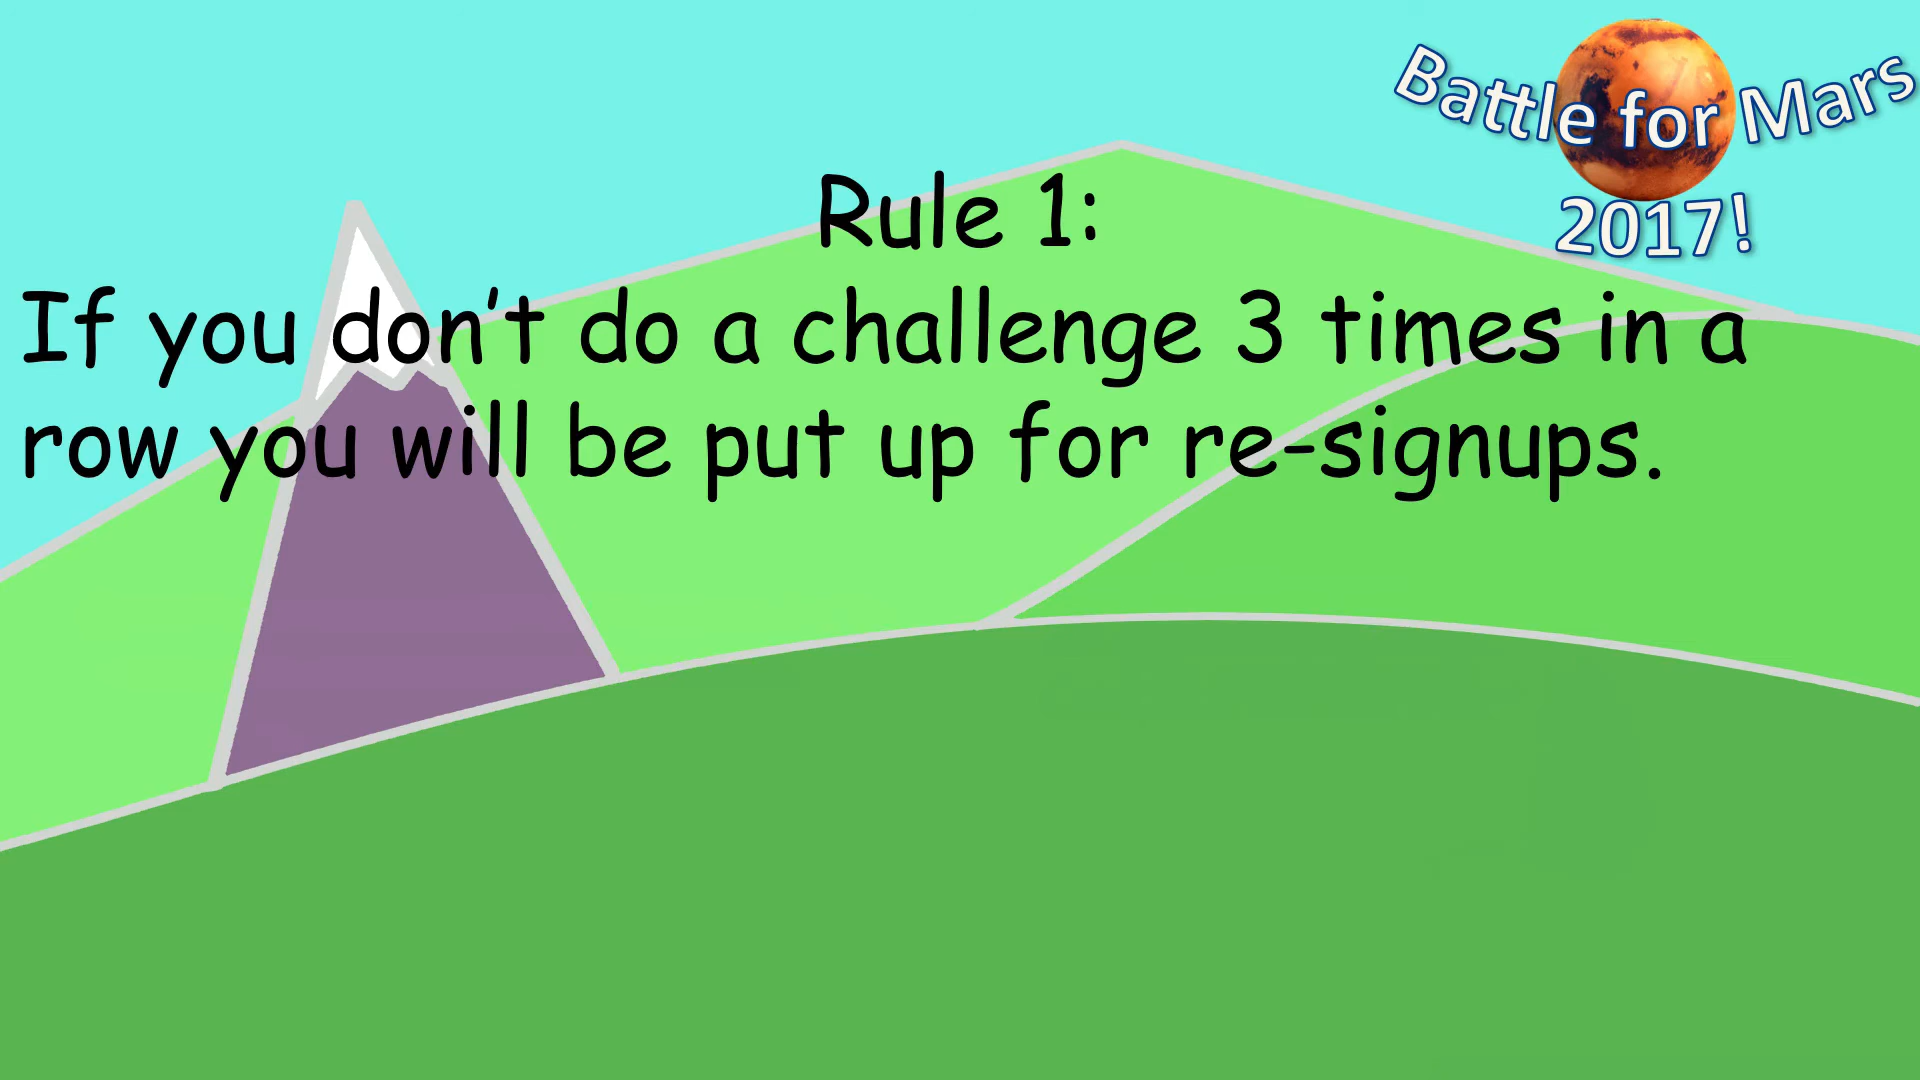 Battle for Mars
2017!
Rule 1:
If you don't do a challenge 3 times in a
row you will be put up for re-signups.